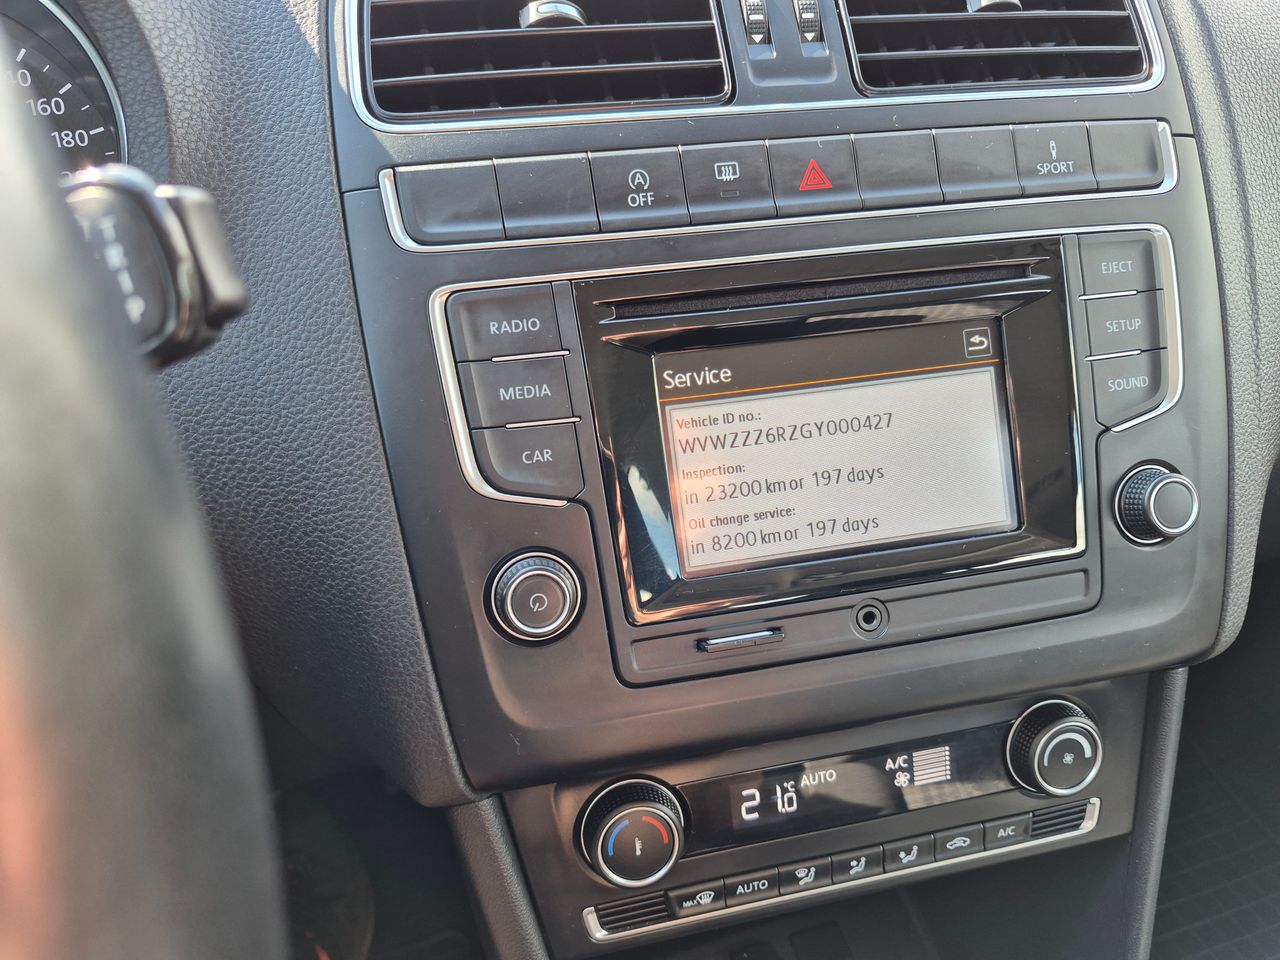 160
180
TRIP
OFF
SPORT
EJECT
RADIO
SETUP
MEDIA
SOUND
CAR
Service
Vehicle ID no.:
WVWZZZ6RZGY000427
Inspection:
in 23200 km or 197 days
Oil change service:
in 8200 km or 197 days
21.0 °C AUTO
A/C
MAX
AUTO
A/C